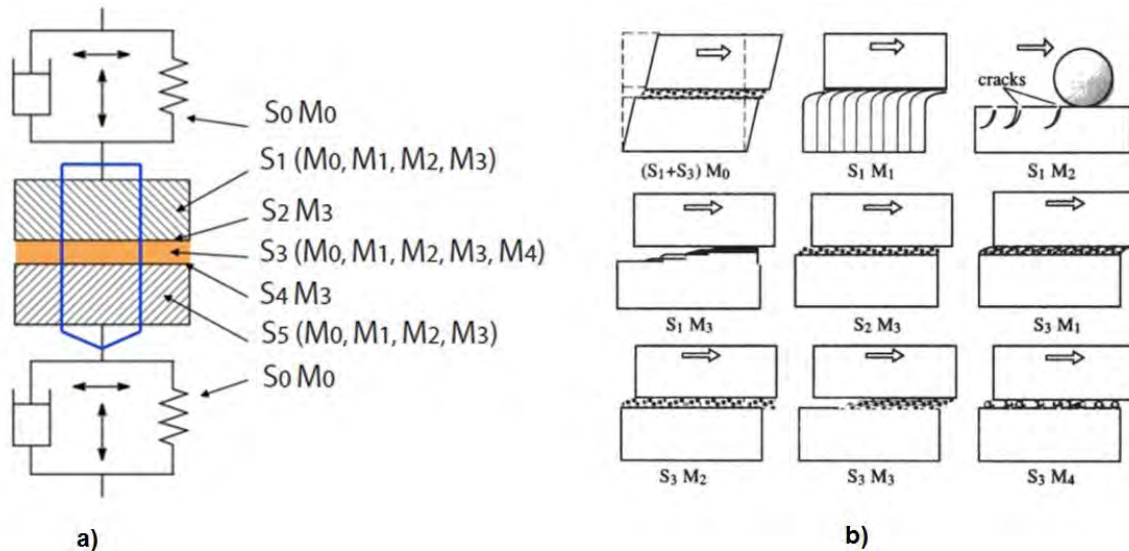 S0 M0
S1 (M0, M1, M2, M3)
S2 M3
S3 (M0, M1, M2, M3, M4)
S4 M3
S5 (M0, M1, M2, M3)
S0 M0
a)
cracks
(S1+S3) M0
S1 M1
S1 M2
S1 M3
S2 M3
S3 M1
S3 M2
S3 M3
S3 M4
b)